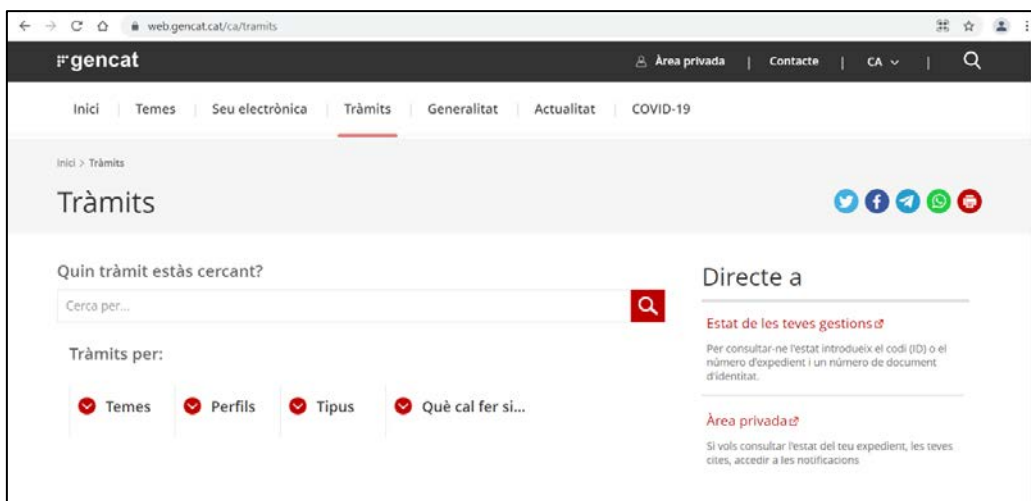 web.gencat.cat/ca/tramits
gencat
Àrea privada | Contacte | CA |
Inici | Temes | Seu electrònica | Tràmits | Generalitat | Actualitat | COVID-19
Inici > Tràmits
Tràmits
Quin tràmit estàs cercant?
Cerca per...
Tràmits per:
Temes
Perfils
Tipus
Què cal fer si...
Directe a
Estat de les teves gestions
Per consultar-ne l'estat introdueix el codi (ID) o el
número d'expedient i un número de document
d'identitat.
Àrea privada
Si vols consultar l'estat del teu expedient, les teves
cites, accedir a les notificacions